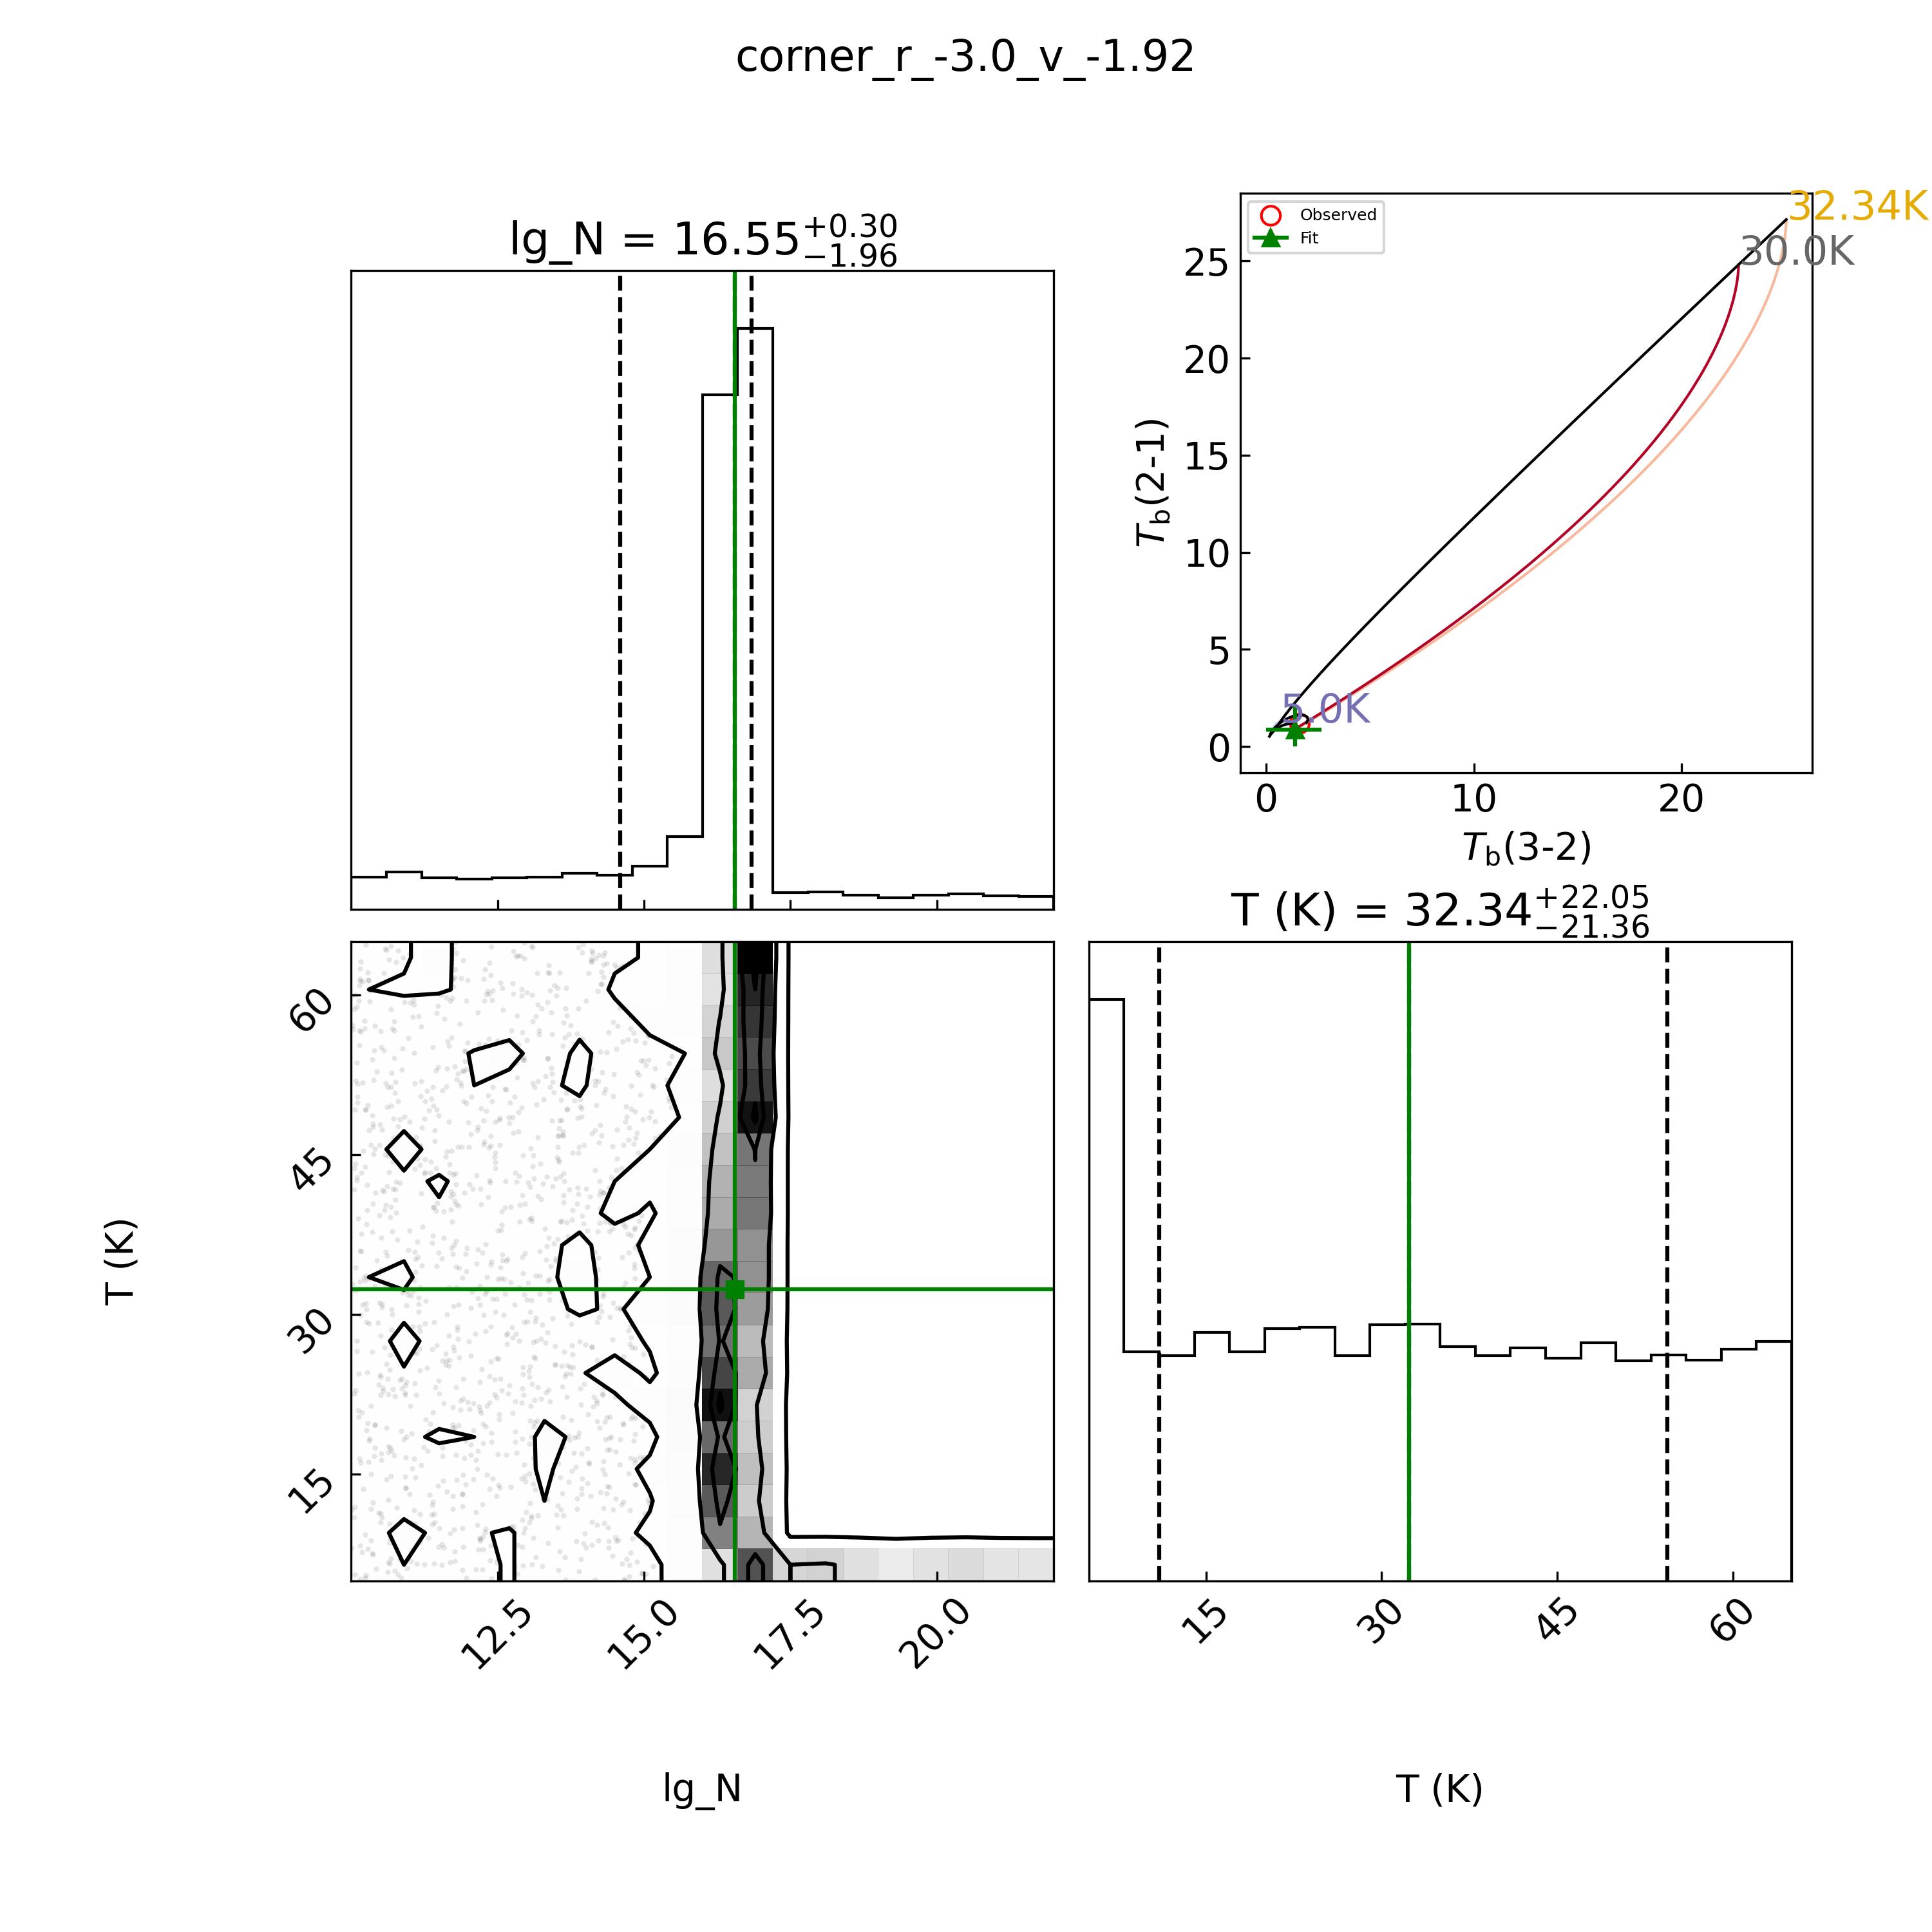 corner_r_-3.0_v_-1.92
lg_N = 16.55+0.30−1.96
Observed
Fit
32.34K
30.0K
5.0K
25
20
15
10
5
0
Tb(2-1)
0 10 20
Tb(3-2)
T (K) = 32.34+22.05−21.36
60
45
30
15
T (K)
12.5 15.0 17.5 20.0
lg_N
15 30 45 60
T (K)